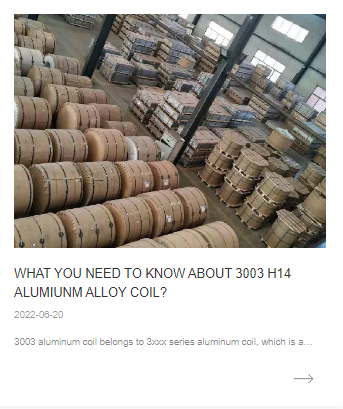 WHAT YOU NEED TO KNOW ABOUT 3003 H14
ALUMIUNM ALLOY COIL?
2022-06-20
3003 aluminum coil belongs to 3xxx series aluminum coil, which is a...